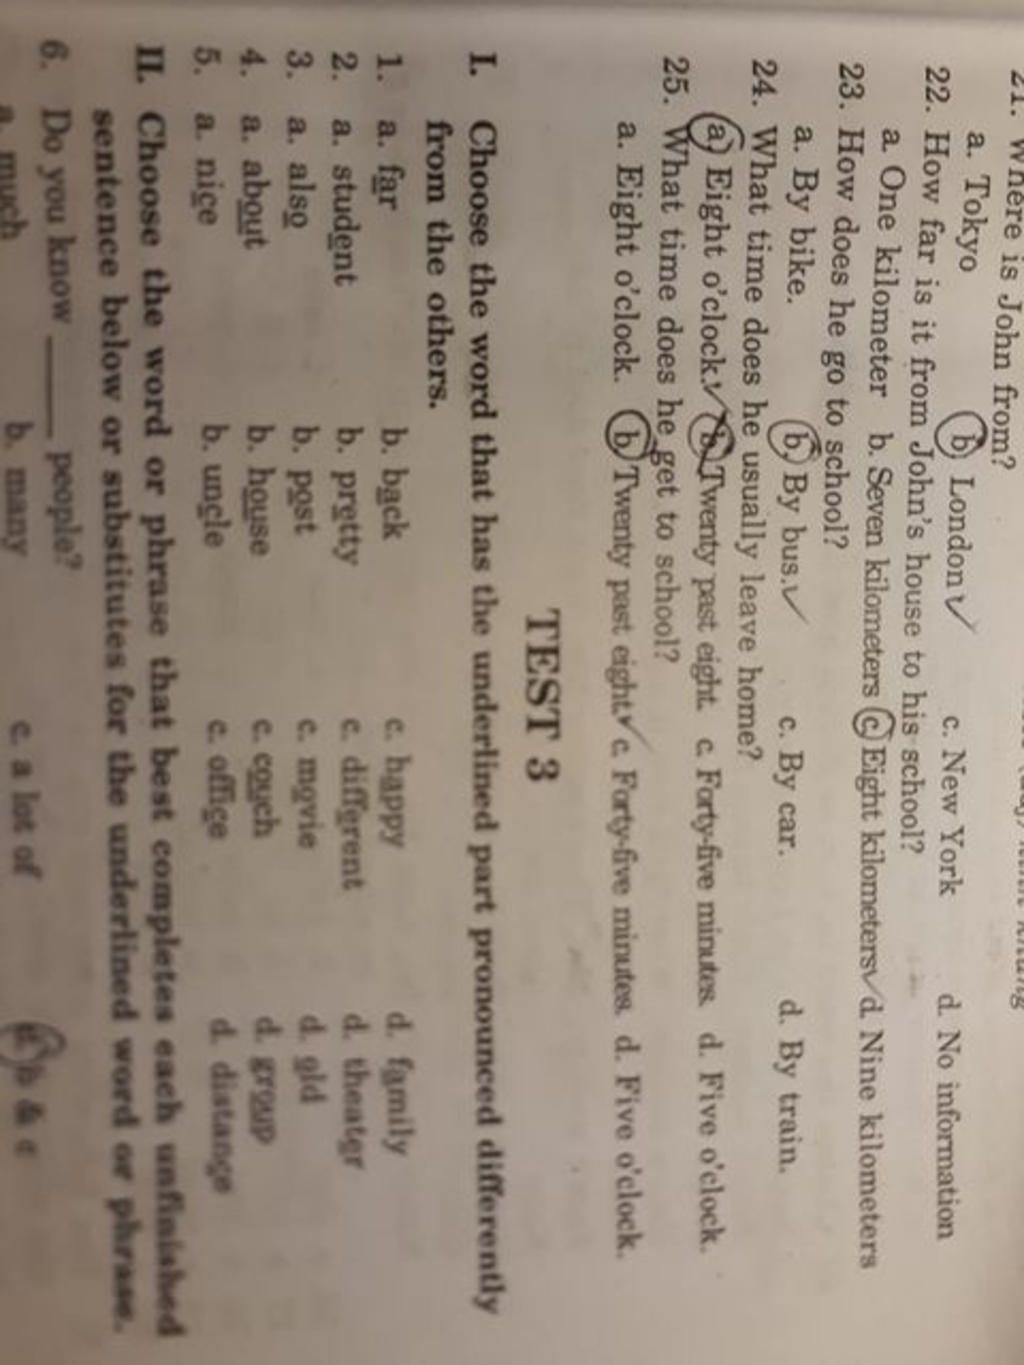 21. Where is John from?
a. Tokyo b. London c. New York d. No information
22. How far is it from John's house to his school?
a. One kilometer b. Seven kilometers c. Eight kilometers d. Nine kilometers
23. How does he go to school?
a. By bike. b. By bus. c. By car. d. By train.
24. What time does he usually leave home?
a. Eight o'clock. b. Twenty past eight. c. Forty-five minutes. d. Five o'clock.
25. What time does he get to school?
a. Eight o'clock. b. Twenty past eight. c. Forty-five minutes. d. Five o'clock.
TEST 3
I. Choose the word that has the underlined part pronounced differently
from the others.
1. a. far b. back c. happy d. family
2. a. student b. pretty c. different d. theater
3. a. also b. post c. movie d. old
4. a. about b. house c. couch d. group
5. a. nice b. uncle c. office d. distance
II. Choose the word or phrase that best completes each unfinished
sentence below or substitutes for the underlined word or phrase.
6. Do you know ____ people?
a. much b. many c. a lot of d. b & c